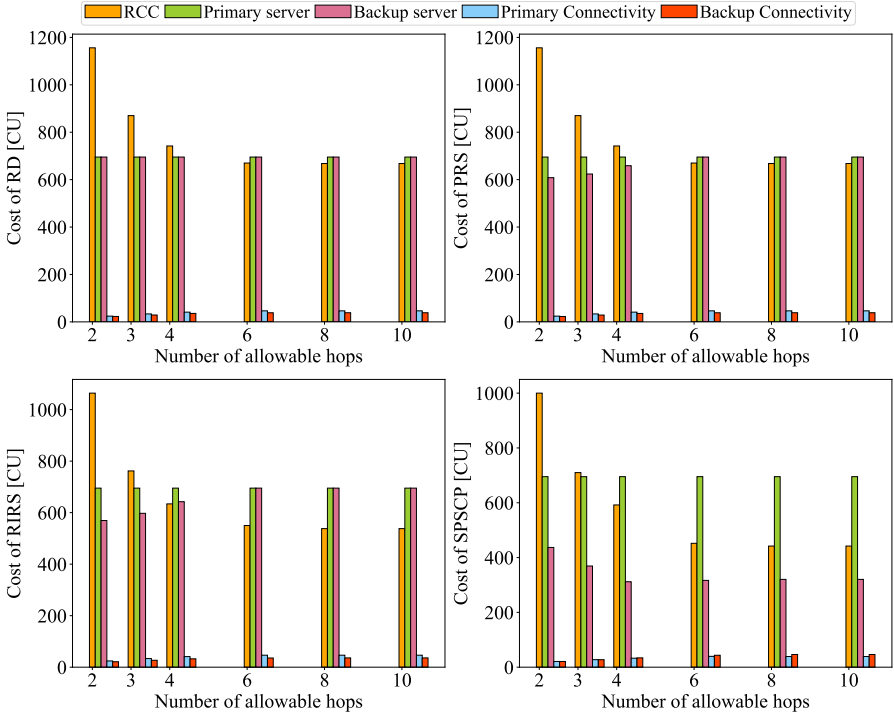 RCC Primary server Backup server Primary Connectivity Backup Connectivity
1200
1000
800
600
400
200
0
Cost of RD [CU]
2 3 4 6 8 10
Number of allowable hops
1200
1000
800
600
400
200
0
Cost of PRS [CU]
2 3 4 6 8 10
Number of allowable hops
1000
800
600
400
200
0
Cost of RIRS [CU]
2 3 4 6 8 10
Number of allowable hops
1000
800
600
400
200
0
Cost of SPSCP [CU]
2 3 4 6 8 10
Number of allowable hops